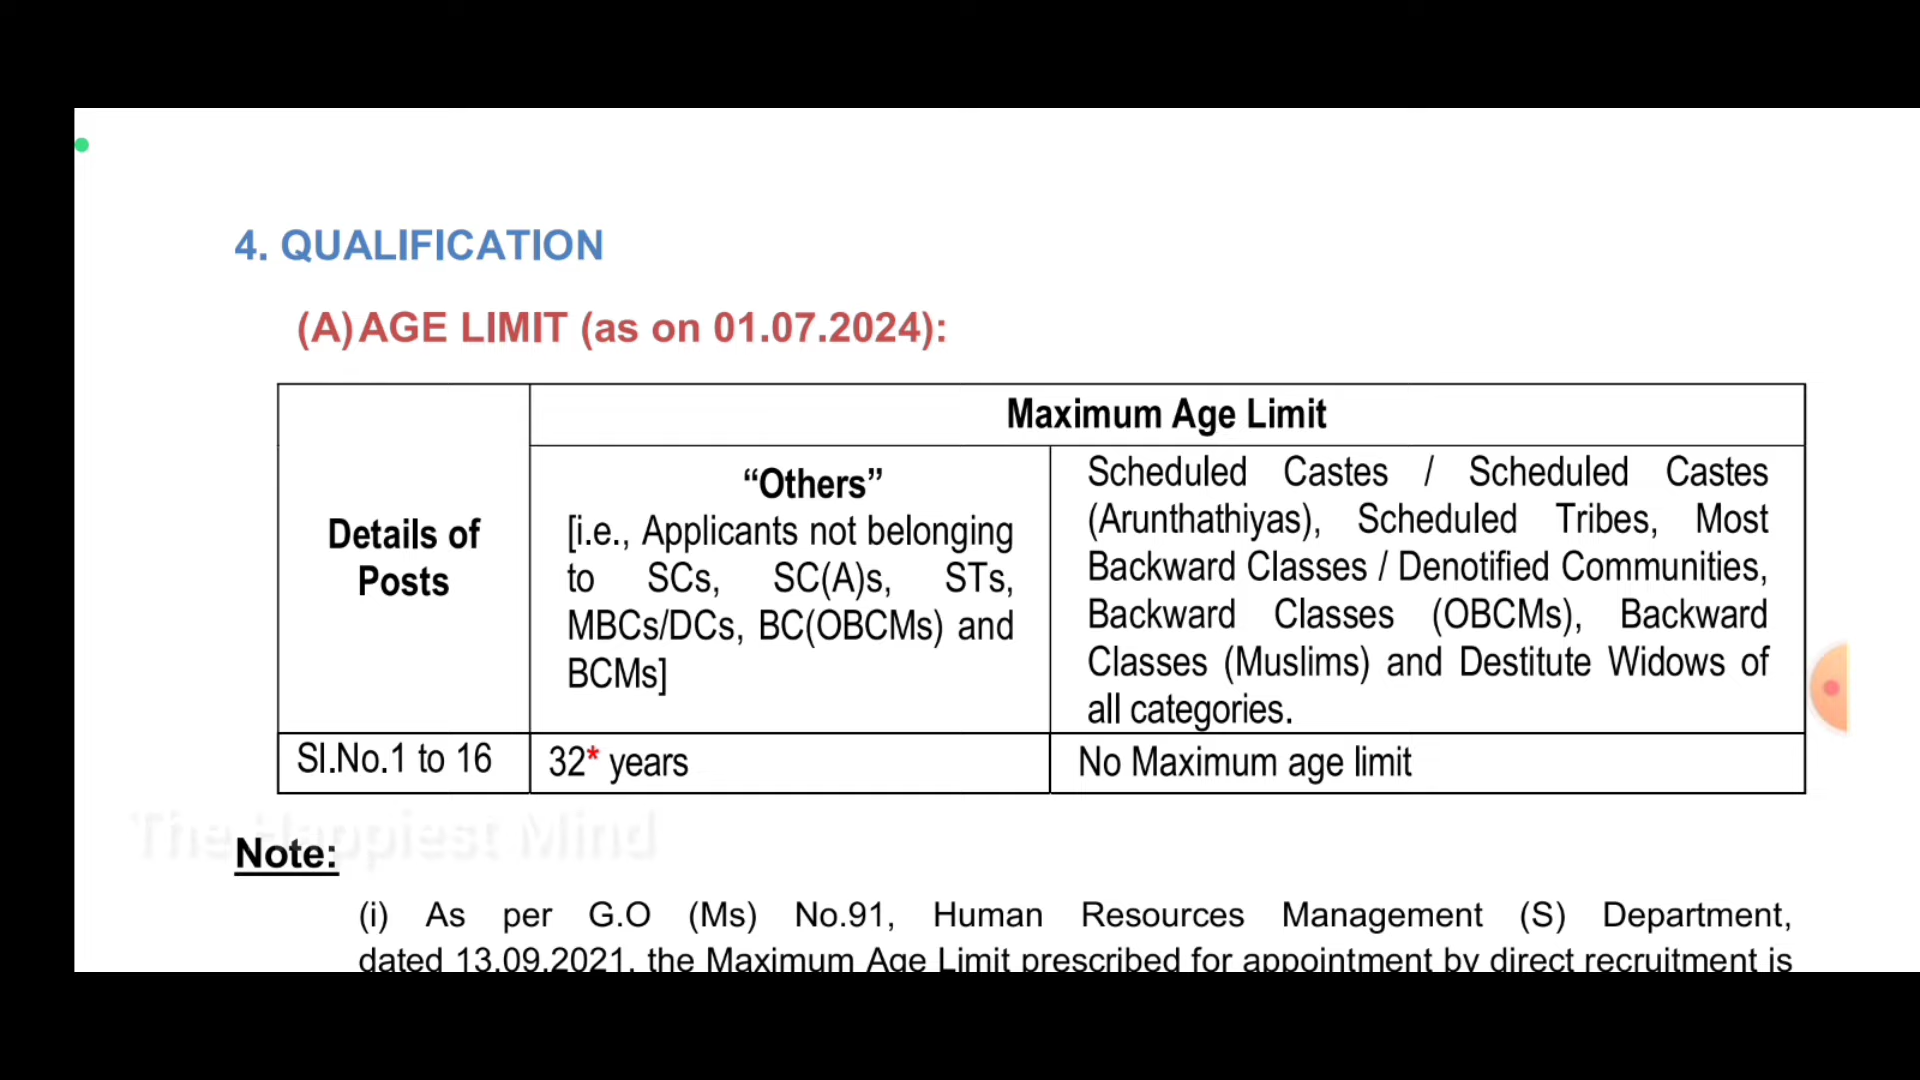 4. QUALIFICATION
(A) AGE LIMIT (as on 01.07.2024):
Maximum Age Limit
Details of
Posts
“Others”
[i.e., Applicants not belonging
to SCs, SC(A)s, STs,
MBCs/DCs, BC(OBCMs) and
BCMs]
Scheduled Castes / Scheduled Castes
(Arunthathiyas), Scheduled Tribes, Most
Backward Classes / Denotified Communities,
Backward Classes (OBCMs), Backward
Classes (Muslims) and Destitute Widows of
all categories.
Sl.No.1 to 16
32* years
No Maximum age limit
The Happiest Mind
Note:
(i) As per G.O (Ms) No.91, Human Resources Management (S) Department,
dated 13.09.2021, the Maximum Age Limit prescribed for appointment by direct recruitment is